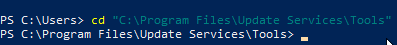 PS C:\Users> cd "C:\Program Files\Update Services\Tools"
PS C:\Program Files\Update Services\Tools>